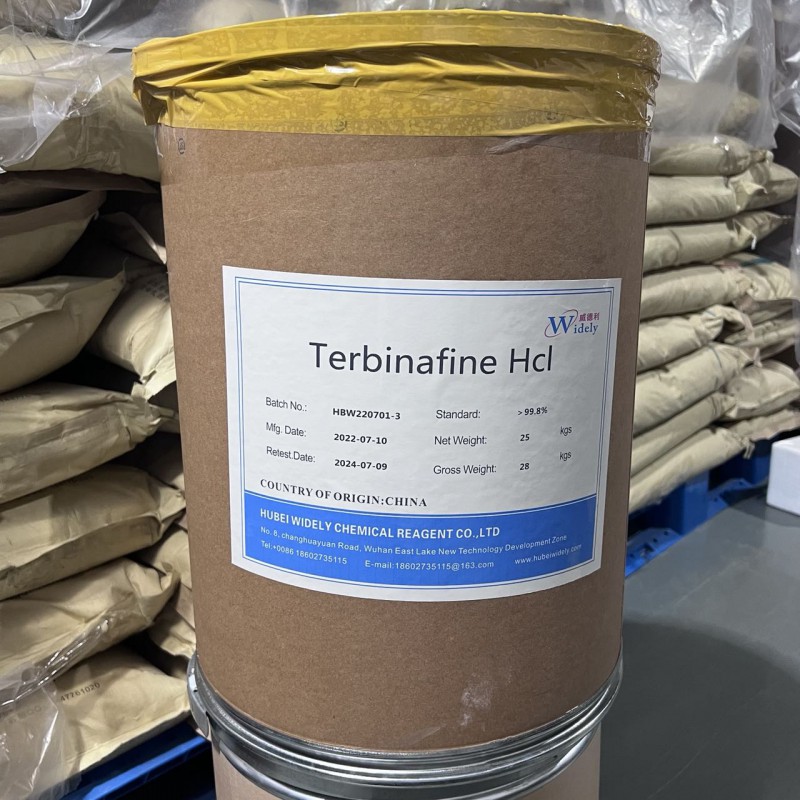 威德利
Widely
Terbinafine Hcl
Batch No.: HBW220701-3 Standard: >99.8%
Mfg. Date: 2022-07-10 Net Weight: 25 kgs
Retest.Date: 2024-07-09 Gross Weight: 28 kgs
COUNTRY OF ORIGIN:CHINA
HUBEI WIDELY CHEMICAL REAGENT CO.,LTD
No. 8, changhuayuan Road, Wuhan East Lake New Technology Development Zone
Tel:+0086 18602735115 E-mail:18602735115@163.com www.hubeiwidely.com